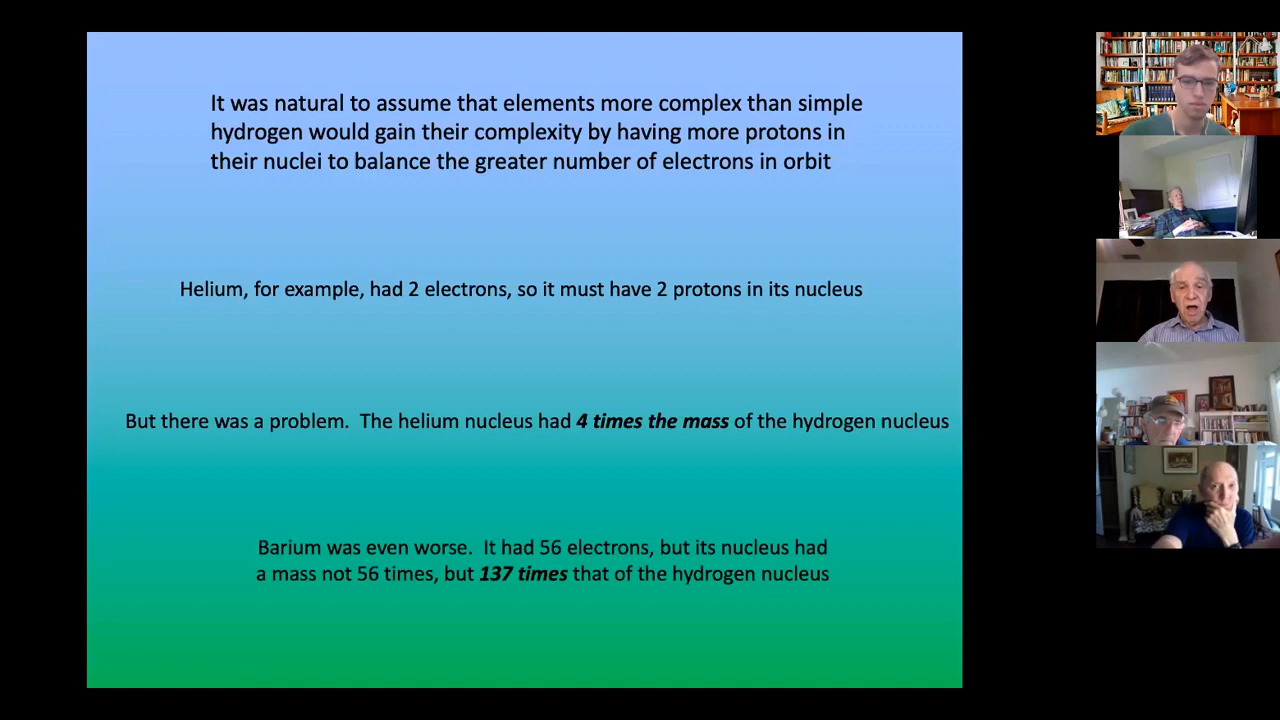 It was natural to assume that elements more complex than simple
hydrogen would gain their complexity by having more protons in
their nuclei to balance the greater number of electrons in orbit
Helium, for example, had 2 electrons, so it must have 2 protons in its nucleus
But there was a problem.  The helium nucleus had 4 times the mass of the hydrogen nucleus
Barium was even worse.  It had 56 electrons, but its nucleus had
a mass not 56 times, but 137 times that of the hydrogen nucleus